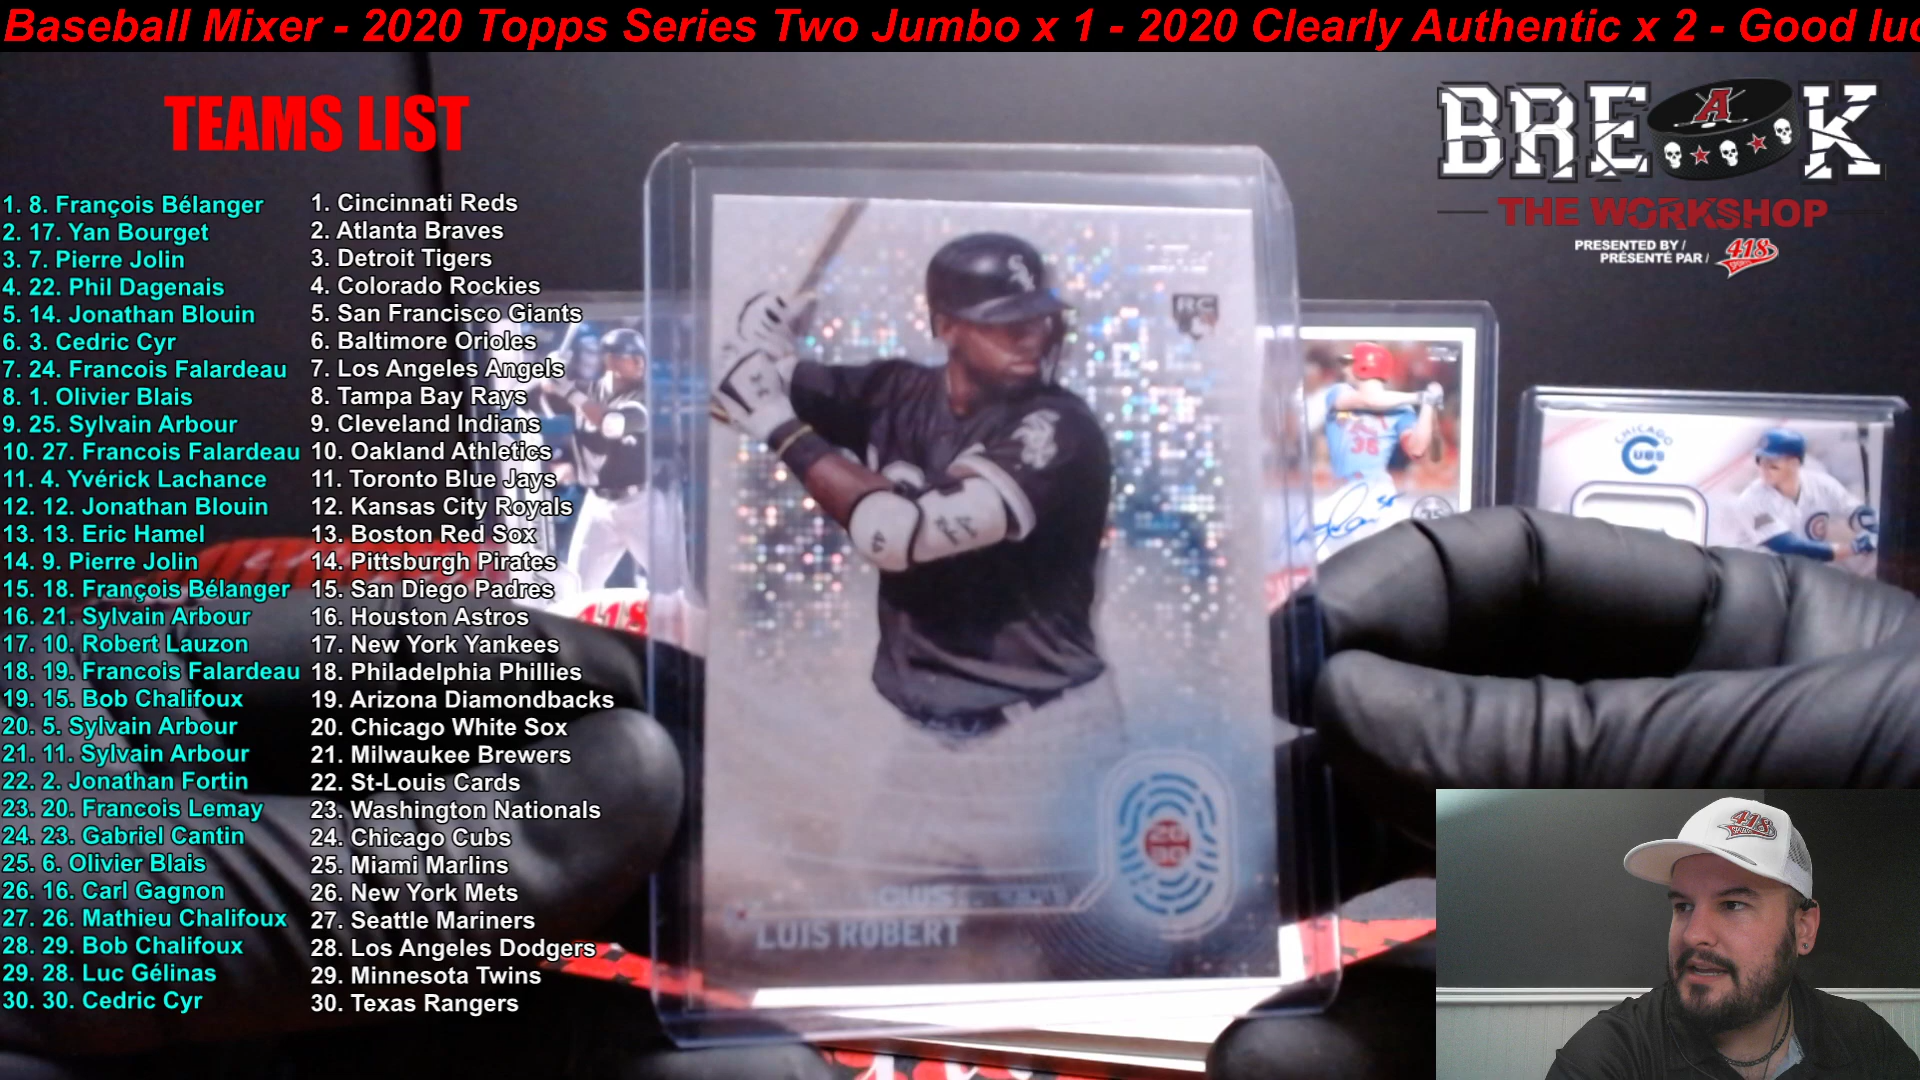 Baseball Mixer - 2020 Topps Series Two Jumbo x 1 - 2020 Clearly Authentic x 2 - Good luc
TEAMS LIST
1. 8. François Bélanger
2. 17. Yan Bourget
3. 7. Pierre Jolin
4. 22. Phil Dagenais
5. 14. Jonathan Blouin
6. 3. Cedric Cyr
7. 24. Francois Falardeau
8. 1. Olivier Blais
9. 25. Sylvain Arbour
10. 27. Francois Falardeau
11. 4. Yvérick Lachance
12. 12. Jonathan Blouin
13. 13. Eric Hamel
14. 9. Pierre Jolin
15. 18. François Bélanger
16. 21. Sylvain Arbour
17. 10. Robert Lauzon
18. 19. Francois Falardeau
19. 15. Bob Chalifoux
20. 5. Sylvain Arbour
21. 11. Sylvain Arbour
22. 2. Jonathan Fortin
23. 20. Francois Lemay
24. 23. Gabriel Cantin
25. 6. Olivier Blais
26. 16. Carl Gagnon
27. 26. Mathieu Chalifoux
28. 29. Bob Chalifoux
29. 28. Luc Gélinas
30. 30. Cedric Cyr
1. Cincinnati Reds
2. Atlanta Braves
3. Detroit Tigers
4. Colorado Rockies
5. San Francisco Giants
6. Baltimore Orioles
7. Los Angeles Angels
8. Tampa Bay Rays
9. Cleveland Indians
10. Oakland Athletics
11. Toronto Blue Jays
12. Kansas City Royals
13. Boston Red Sox
14. Pittsburgh Pirates
15. San Diego Padres
16. Houston Astros
17. New York Yankees
18. Philadelphia Phillies
19. Arizona Diamondbacks
20. Chicago White Sox
21. Milwaukee Brewers
22. St-Louis Cards
23. Washington Nationals
24. Chicago Cubs
25. Miami Marlins
26. New York Mets
27. Seattle Mariners
28. Los Angeles Dodgers
29. Minnesota Twins
30. Texas Rangers
BREAK
THE WORKSHOP
PRESENTED BY /
PRÉSENTÉ PAR /
418
RC
LUIS ROBERT
2030
CHICAGO
CUBS
36
418
418